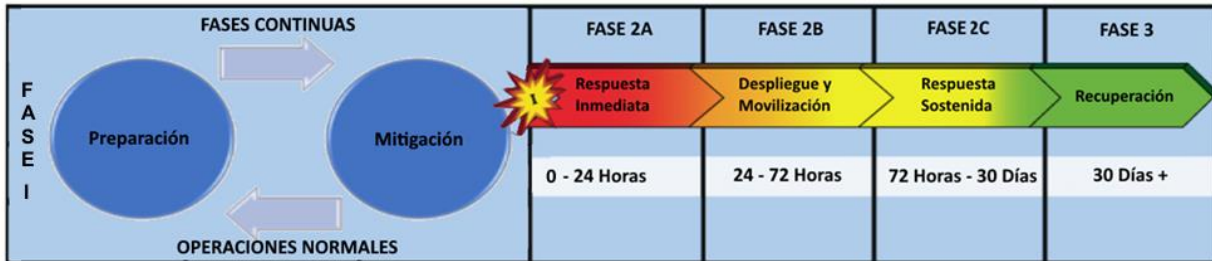 FASE I
FASES CONTINUAS
Preparación
Mitigación
OPERACIONES NORMALES
I
FASE 2A
FASE 2B
FASE 2C
FASE 3
Respuesta
Inmediata
Despliegue y
Movilización
Respuesta
Sostenida
Recuperación
0 - 24 Horas
24 - 72 Horas
72 Horas - 30 Días
30 Días +